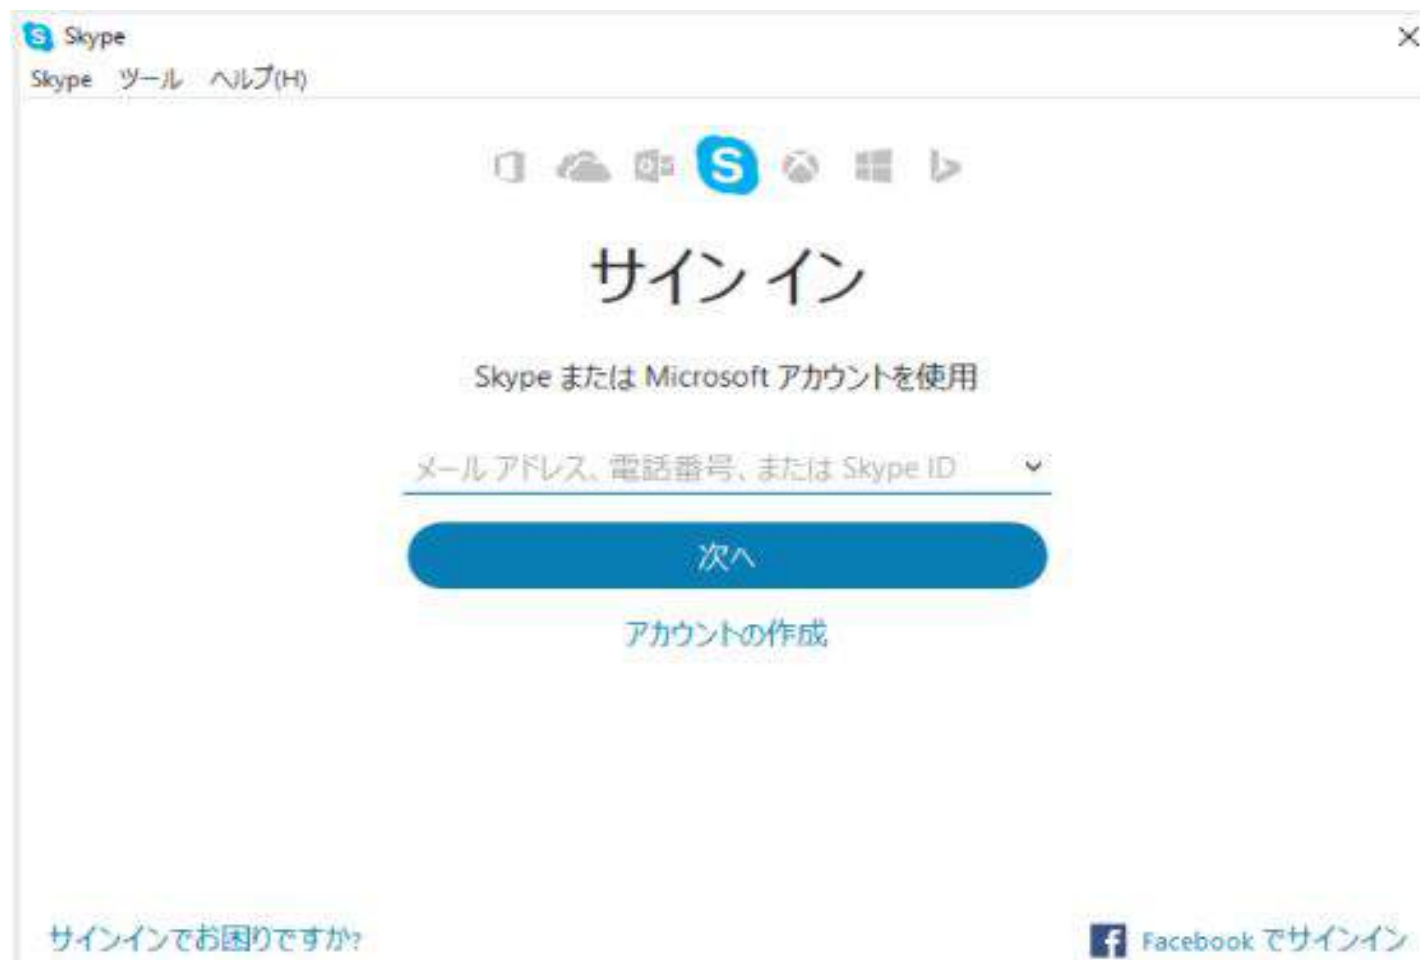 Skype
Skype ツール ヘルプ(H)
サイン イン
Skype または Microsoft アカウントを使用
メール アドレス、電話番号、または Skype ID
次へ
アカウントの作成
サインインでお困りですか?
Facebook でサインイン